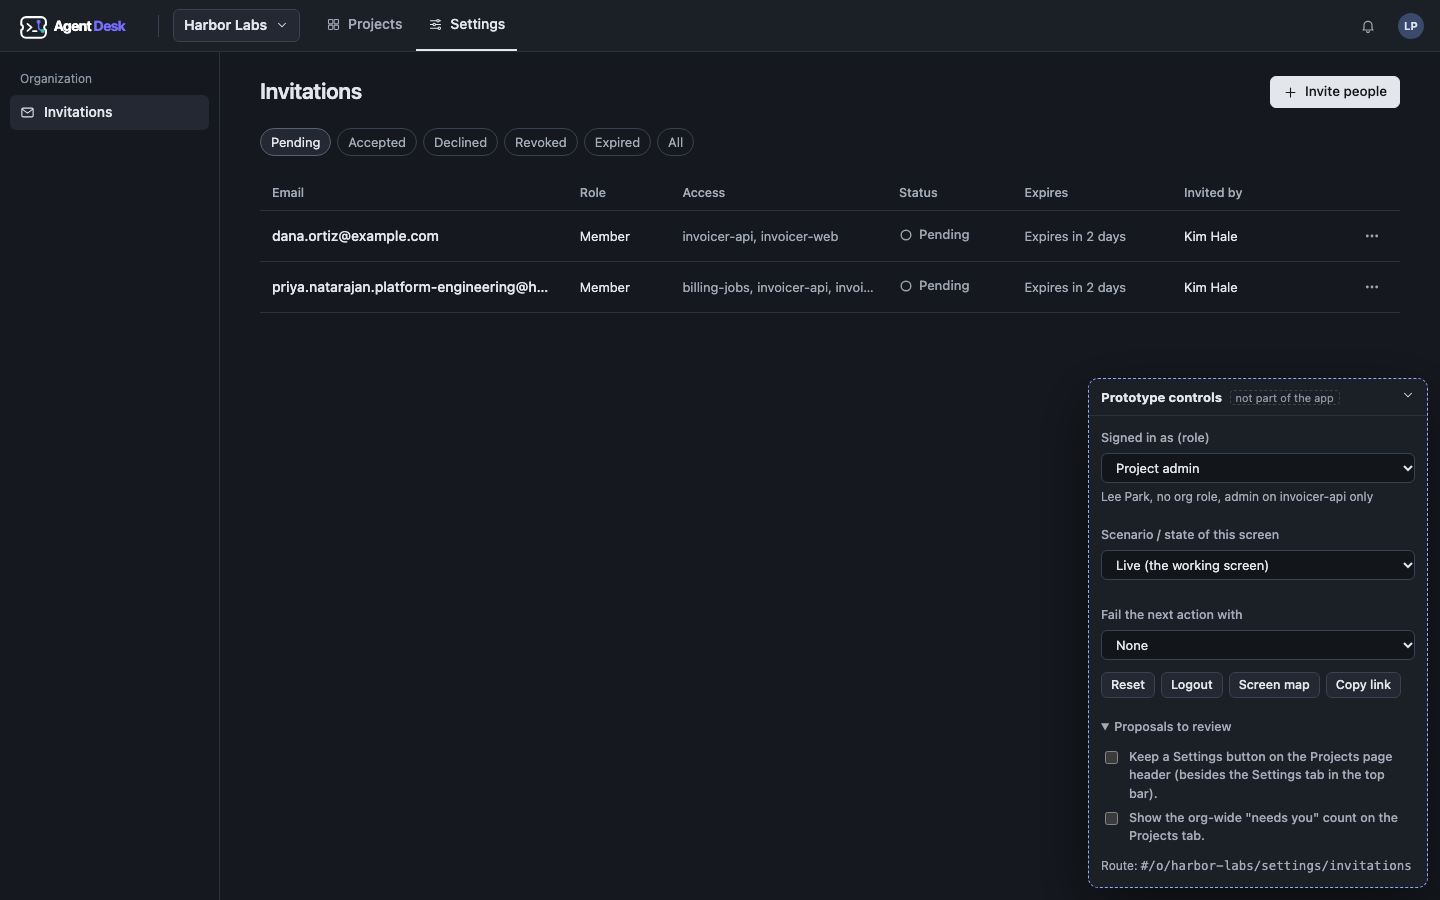 AgentDesk
Harbor Labs
Projects
Settings
LP
Organization
Invitations
Invitations
Invite people
Pending Accepted Declined Revoked Expired All
Email Role Access Status Expires Invited by
dana.ortiz@example.com Member invoicer-api, invoicer-web Pending Expires in 2 days Kim Hale
priya.natarajan.platform-engineering@h... Member billing-jobs, invoicer-api, invoi... Pending Expires in 2 days Kim Hale
Prototype controls not part of the app
Signed in as (role)
Project admin
Lee Park, no org role, admin on invoicer-api only
Scenario / state of this screen
Live (the working screen)
Fail the next action with
None
Reset Logout Screen map Copy link
Proposals to review
Keep a Settings button on the Projects page
header (besides the Settings tab in the top
bar).
Show the org-wide "needs you" count on the
Projects tab.
Route: #/o/harbor-labs/settings/invitations